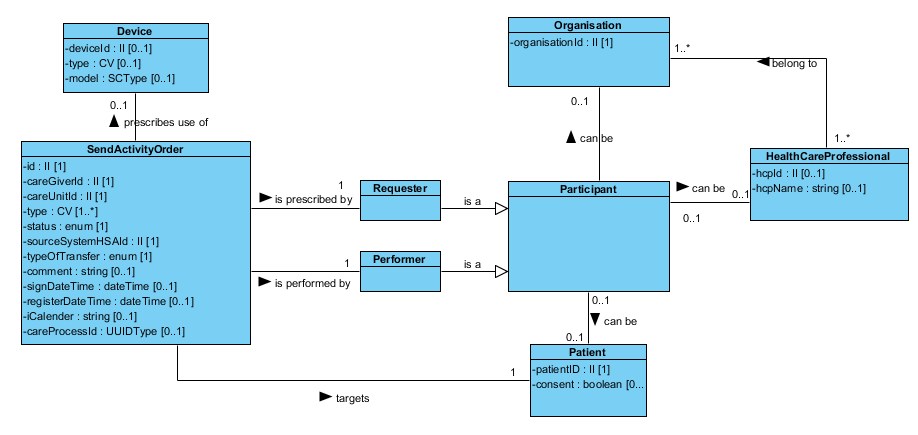 Device
-deviceId : II [0..1]
-type : CV [0..1]
-model : SCType [0..1]
0..1
prescribes use of
SendActivityOrder
-id : II [1]
-careGiverId : II [1]
-careUnitId : II [1]
-type : CV [1..*]
-status : enum [1]
-sourceSystemHSAId : II [1]
-typeOfTransfer : enum [1]
-comment : string [0..1]
-signDateTime : dateTime [0..1]
-registerDateTime : dateTime [0..1]
-iCalender : string [0..1]
-careProcessId : UUIDType [0..1]
1
is prescribed by
Requester
is a
1
is performed by
Performer
is a
Organisation
-organisationId : II [1]
1..*
belong to
1..*
0..1
can be
HealthCareProfessional
-hcpId : II [0..1]
-hcpName : string [0..1]
Participant
can be
0..1
0..1
0..1
can be
0..1
Patient
-patientID : II [1]
-consent : boolean [0...
1
targets